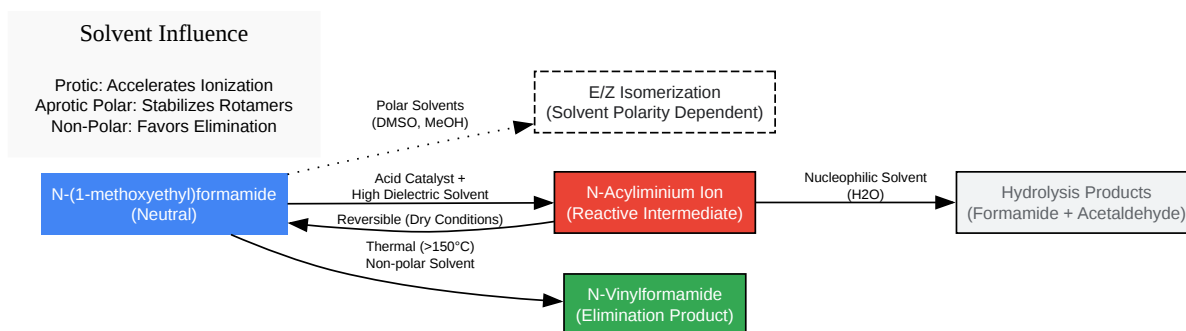 Solvent Influence
Protic: Accelerates Ionization
Aprotic Polar: Stabilizes Rotamers
Non-Polar: Favors Elimination
Polar Solvents
(DMSO, MeOH)
E/Z Isomerization
(Solvent Polarity Dependent)
N-(1-methoxyethyl)formamide
(Neutral)
Acid Catalyst +
High Dielectric Solvent
Reversible (Dry Conditions)
N-Acyliminium Ion
(Reactive Intermediate)
Nucleophilic Solvent
(H2O)
Hydrolysis Products
(Formamide + Acetaldehyde)
Thermal (>150°C)
Non-polar Solvent
N-Vinylformamide
(Elimination Product)